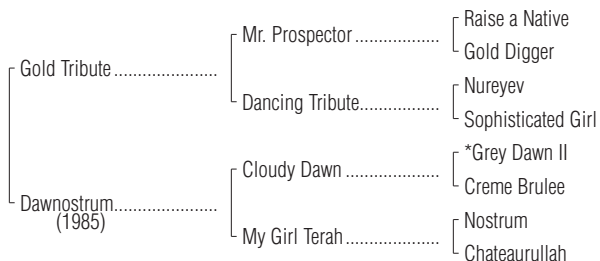 Raise a Native
Mr. Prospector ...................
Gold Digger
Gold Tribute .......................
Nureyev
Dancing Tribute..................
Sophisticated Girl
*Grey Dawn II
Cloudy Dawn .....................
Creme Brulee
Dawnostrum.......................
(1985)
Nostrum
My Girl Terah .....................
Chateaurullah